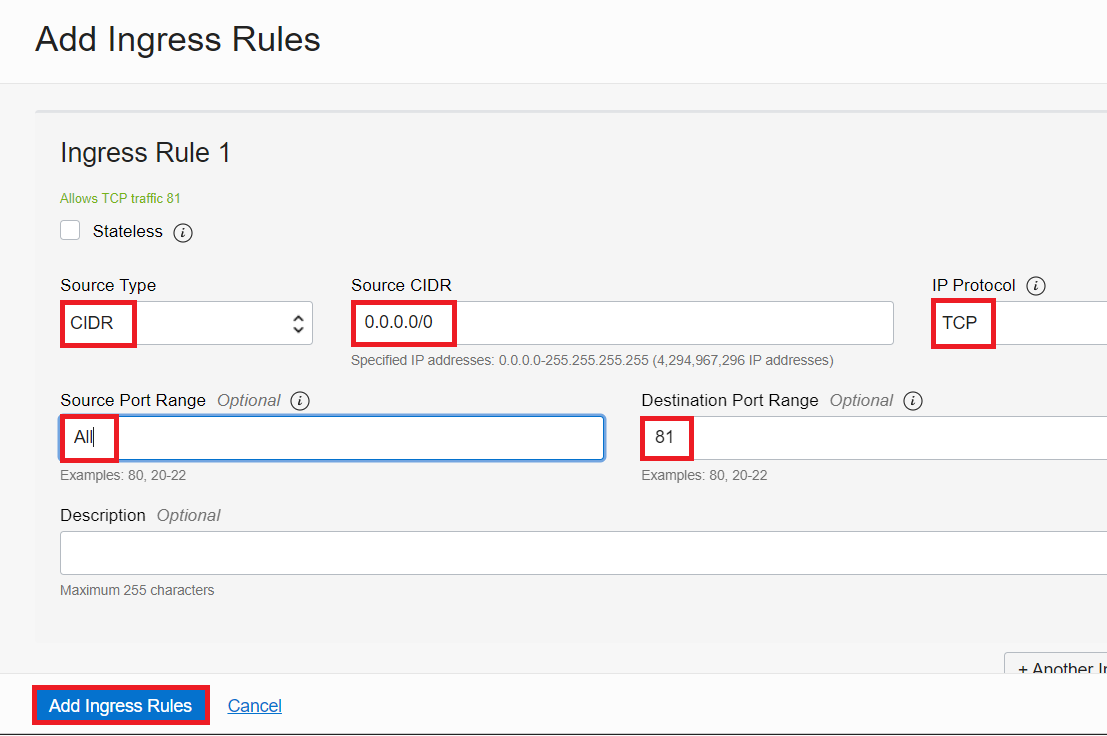 Add Ingress Rules
Ingress Rule 1
Allows TCP traffic 81
Stateless
Source Type
Source CIDR
IP Protocol
CIDR
0.0.0.0/0
TCP
Specified IP addresses: 0.0.0.0-255.255.255.255 (4,294,967,296 IP addresses)
Source Port Range Optional
Destination Port Range Optional
All
81
Examples: 80, 20-22
Examples: 80, 20-22
Description Optional
Maximum 255 characters
+ Another
Add Ingress Rules
Cancel